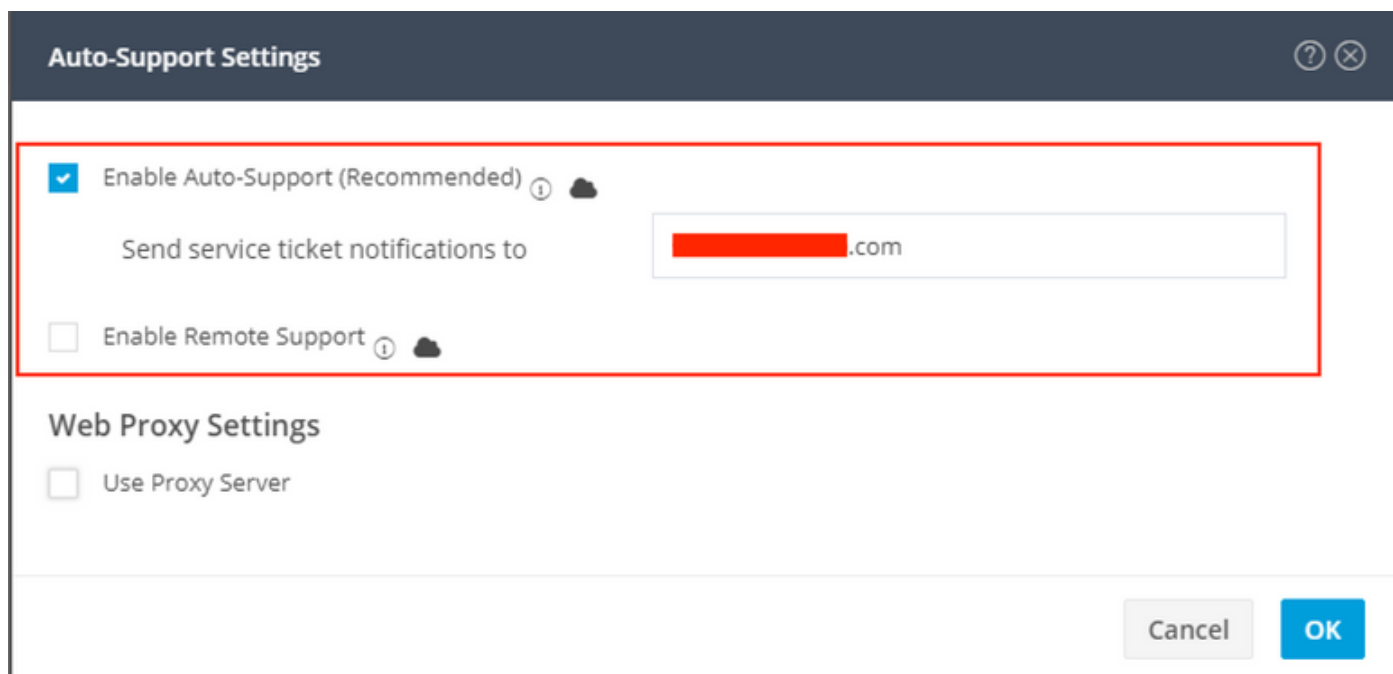 Auto-Support Settings
Enable Auto-Support (Recommended)
Send service ticket notifications to
.com
Enable Remote Support
Web Proxy Settings
Use Proxy Server
Cancel
OK